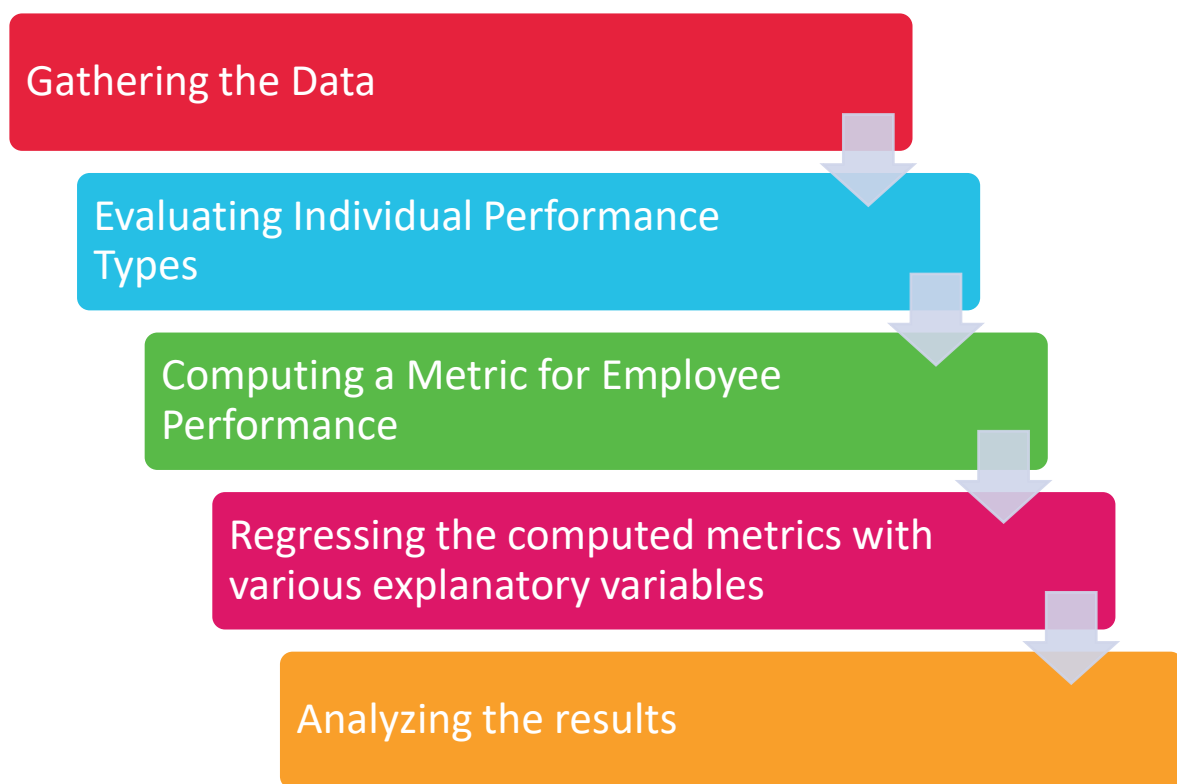 Gathering the Data
Evaluating Individual Performance
Types
Computing a Metric for Employee
Performance
Regressing the computed metrics with
various explanatory variables
Analyzing the results